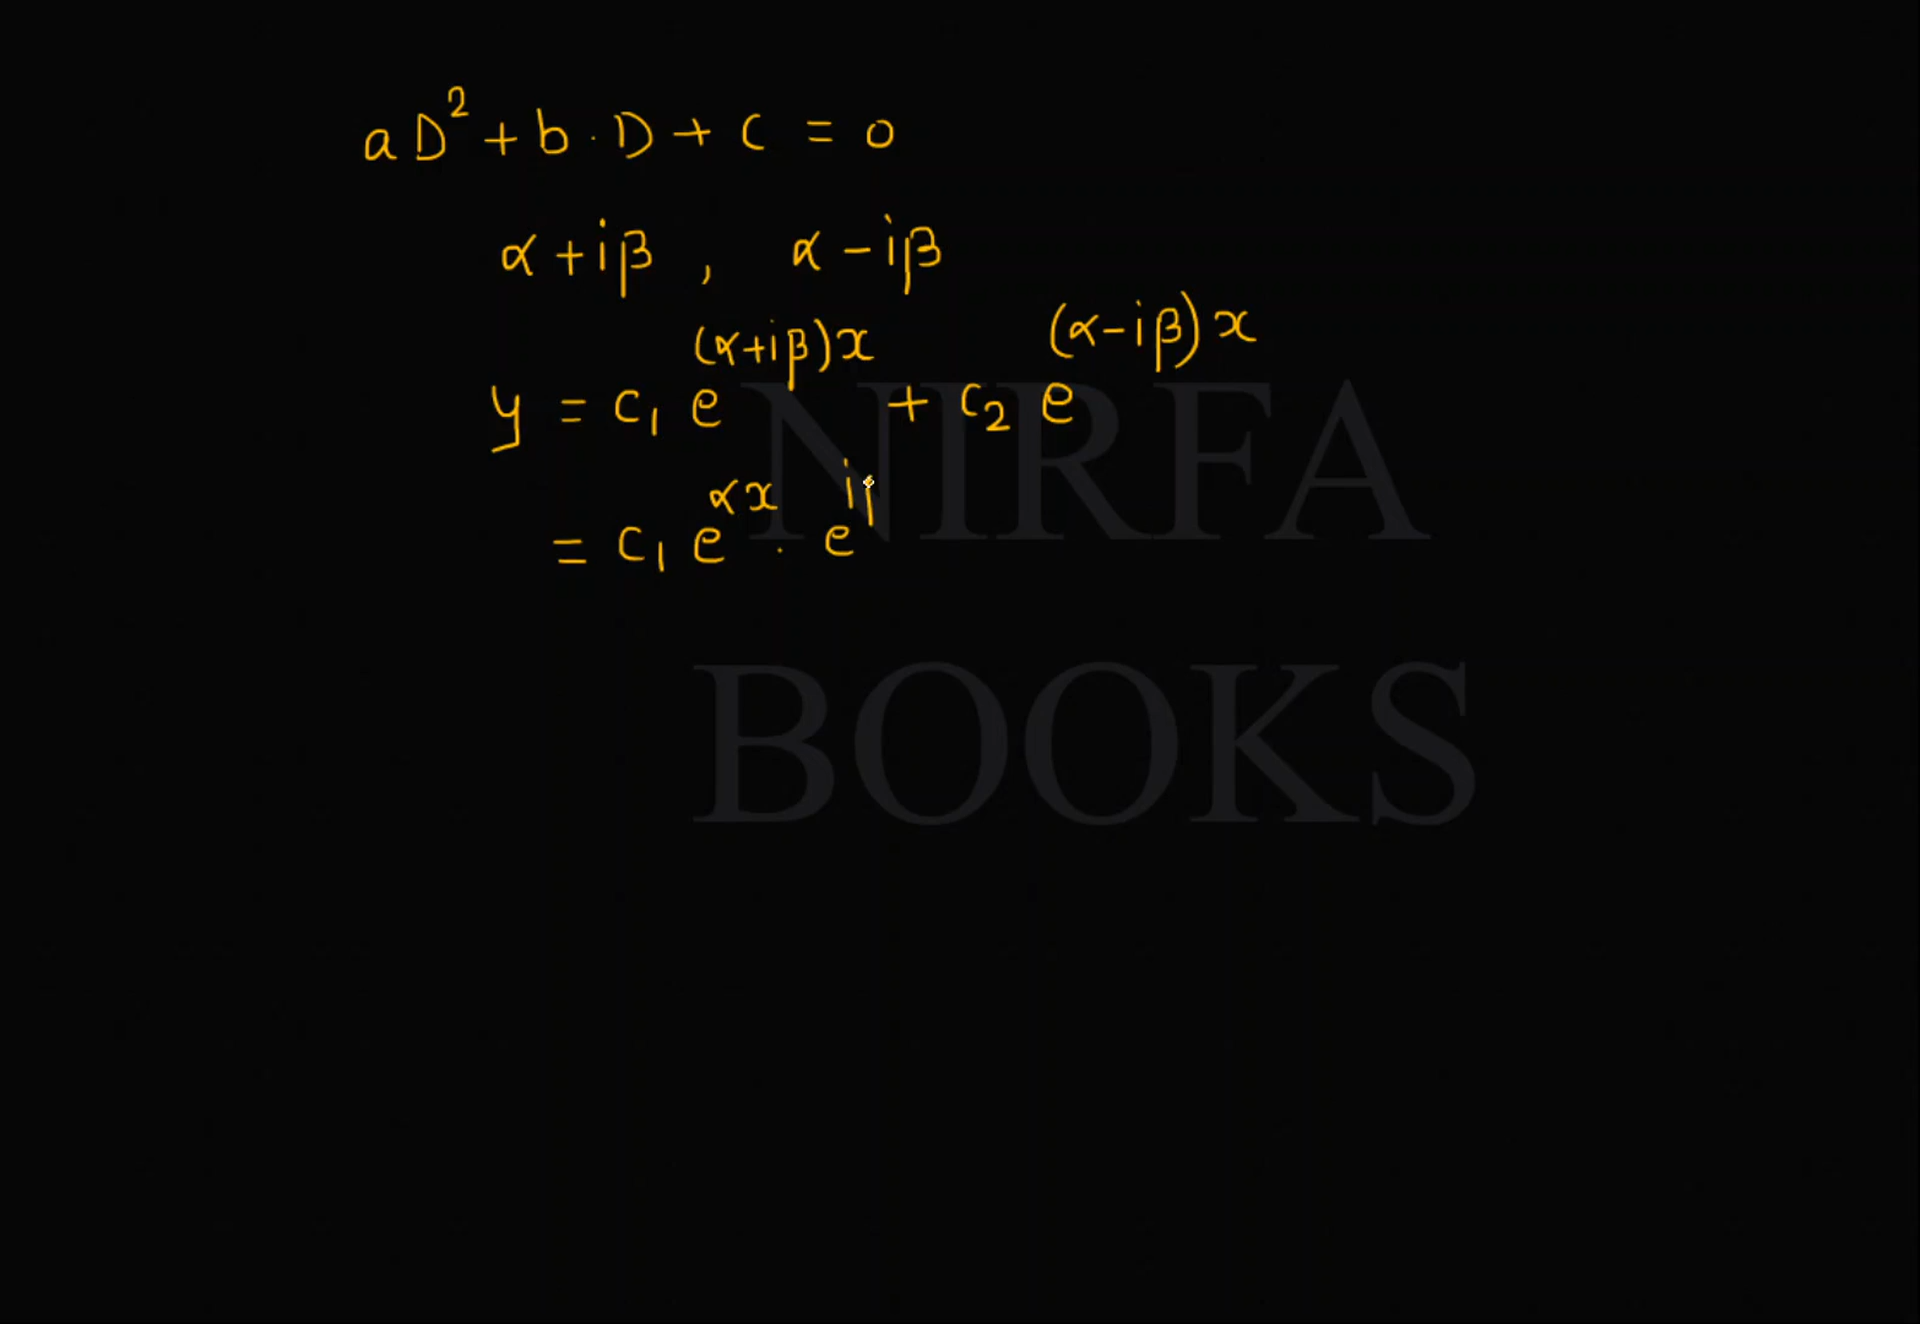 aD² + b · D + c = 0
α + iβ , α - iβ
y = c₁ e^(α+iβ)x + c₂ e^(α-iβ)x
= c₁ e^αx · e^i
NIRFA
BOOKS